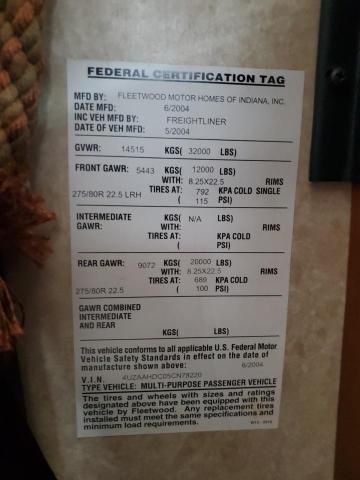 FEDERAL CERTIFICATION TAG
MFD BY: FLEETWOOD MOTOR HOMES OF INDIANA, INC.
DATE MFD: 6/2004
INC VEH MFD BY: FREIGHTLINER
DATE OF VEH MFD: 5/2004
GVWR: 14515 KGS( 32000 LBS)
FRONT GAWR: 5443 KGS( 12000 LBS)
WITH: 8.25X22.5 RIMS
275/80R 22.5 LRH TIRES AT: 792 KPA COLD SINGLE
( 115 PSI)
INTERMEDIATE KGS( N/A LBS)
GAWR: WITH: RIMS
TIRES AT: KPA COLD
( PSI)
REAR GAWR: 9072 KGS( 20000 LBS)
WITH: 8.25X22.5 RIMS
TIRES AT: 689 KPA COLD
275/80R 22.5 ( 100 PSI)
GAWR COMBINED
INTERMEDIATE
AND REAR
KGS( LBS)
This vehicle conforms to all applicable U.S. Federal Motor
Vehicle Safety Standards in effect on the date of
manufacture shown above: 6/2004
V.I.N. 4UZAAHDC05CN78220
TYPE VEHICLE: MULTI-PURPOSE PASSENGER VEHICLE
The tires and wheels with sizes and ratings
designated above have been equipped with this
vehicle by Fleetwood. Any replacement tires
installed must meet the same specifications and
minimum load requirements.